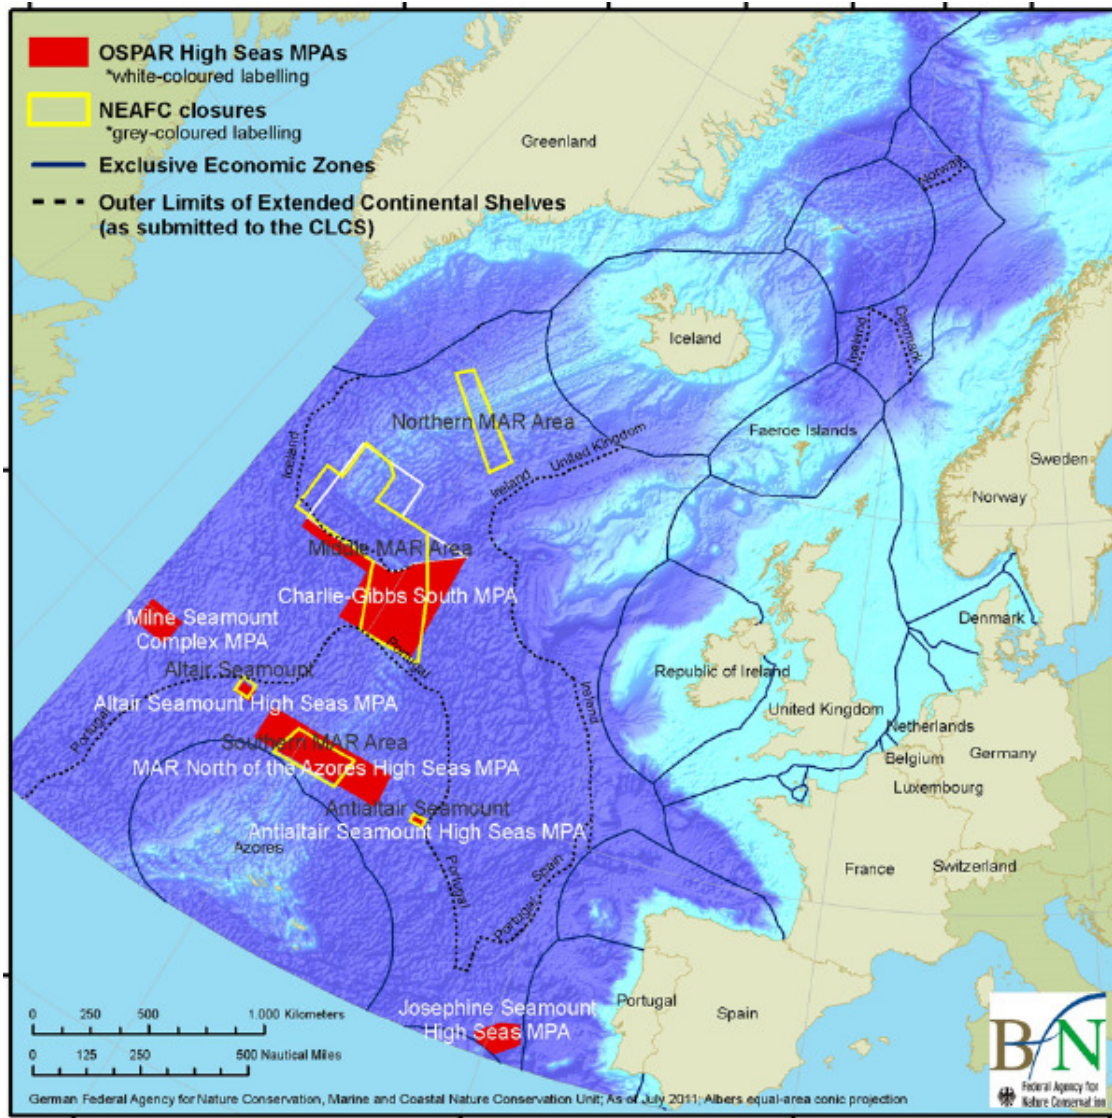 OSPAR High Seas MPAs
*white-coloured labelling
NEAFC closures
*grey-coloured labelling
Exclusive Economic Zones
Outer Limits of Extended Continental Shelves
(as submitted to the CLCS)
Greenland
Norway
Iceland
Iceland
Denmark
Northern MAR Area
Faeroe Islands
United Kingdom
Ireland
Iceland
Sweden
Norway
Middle MAR Area
Charlie-Gibbs South MPA
Milne Seamount
Complex MPA
Denmark
Portugal
Altair Seamount
Republic of Ireland
Ireland
Altair Seamount High Seas MPA
Portugal
United Kingdom
Netherlands
Southern MAR Area
Belgium
Germany
MAR North of the Azores High Seas MPA
Luxembourg
Antialtair Seamount
Antialtair Seamount High Seas MPA
Azores
France
Switzerland
Portugal
Spain
Portugal
Josephine Seamount
High Seas MPA
Portugal
Spain
0 250 500 1.000 Kilometers
0 125 250 500 Nautical Miles
BfN
Federal Agency for
Nature Conservation
German Federal Agency for Nature Conservation, Marine and Coastal Nature Conservation Unit; As of July 2011; Albers equal-area conic projection